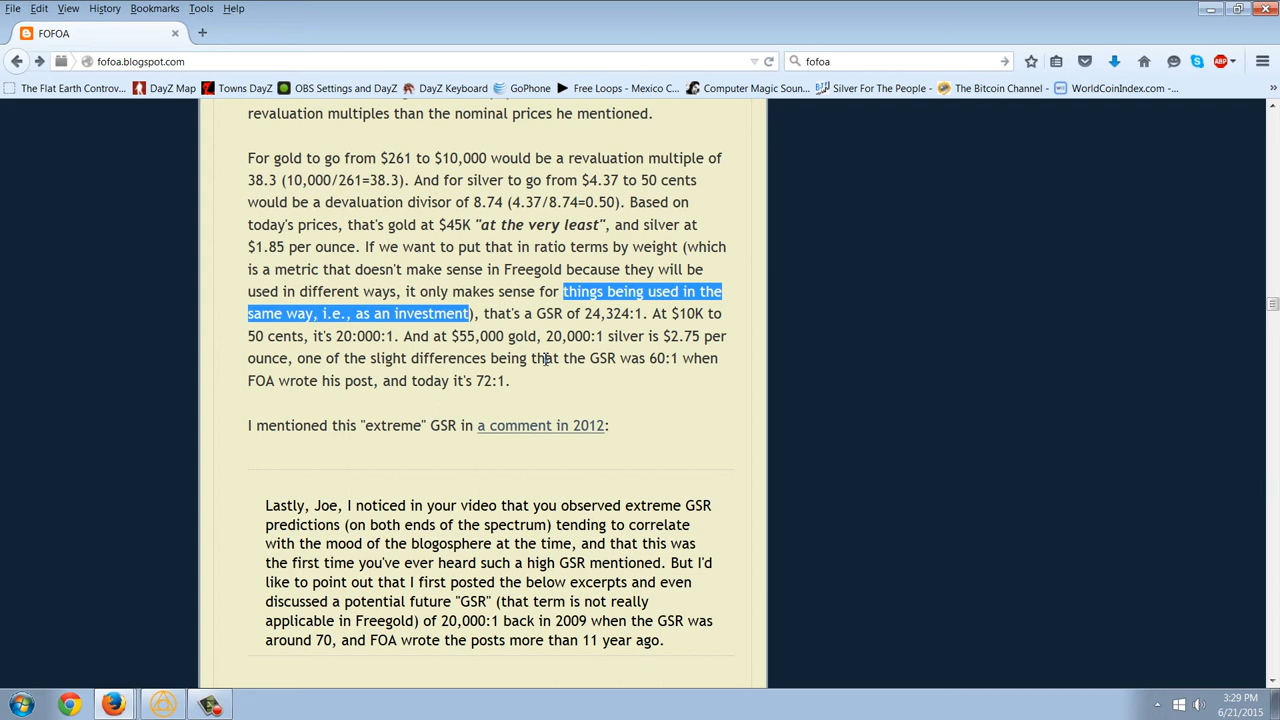 File Edit View History Bookmarks Tools Help
FOFOA
fofoa.blogspot.com
fofoa
ABP
The Flat Earth Controv... DayZ Map Towns DayZ OBS Settings and DayZ DayZ Keyboard GoPhone Free Loops - Mexico C... Computer Magic Soun... Silver For The People - The Bitcoin Channel - WorldCoinIndex.com
revaluation multiples than the nominal prices he mentioned.
For gold to go from $261 to $10,000 would be a revaluation multiple of
38.3 (10,000/261=38.3). And for silver to go from $4.37 to 50 cents
would be a devaluation divisor of 8.74 (4.37/8.74=0.50). Based on
today's prices, that's gold at $45K "at the very least", and silver at
$1.85 per ounce. If we want to put that in ratio terms by weight (which
is a metric that doesn't make sense in Freegold because they will be
used in different ways, it only makes sense for things being used in the
same way, i.e., as an investment), that's a GSR of 24,324:1. At $10K to
50 cents, it's 20:000:1. And at $55,000 gold, 20,000:1 silver is $2.75 per
ounce, one of the slight differences being that the GSR was 60:1 when
FOA wrote his post, and today it's 72:1.
I mentioned this "extreme" GSR in a comment in 2012:
Lastly, Joe, I noticed in your video that you observed extreme GSR
predictions (on both ends of the spectrum) tending to correlate
with the mood of the blogosphere at the time, and that this was
the first time you've ever heard such a high GSR mentioned. But I'd
like to point out that I first posted the below excerpts and even
discussed a potential future "GSR" (that term is not really
applicable in Freegold) of 20,000:1 back in 2009 when the GSR was
around 70, and FOA wrote the posts more than 11 year ago.
3:29 PM
6/21/2015